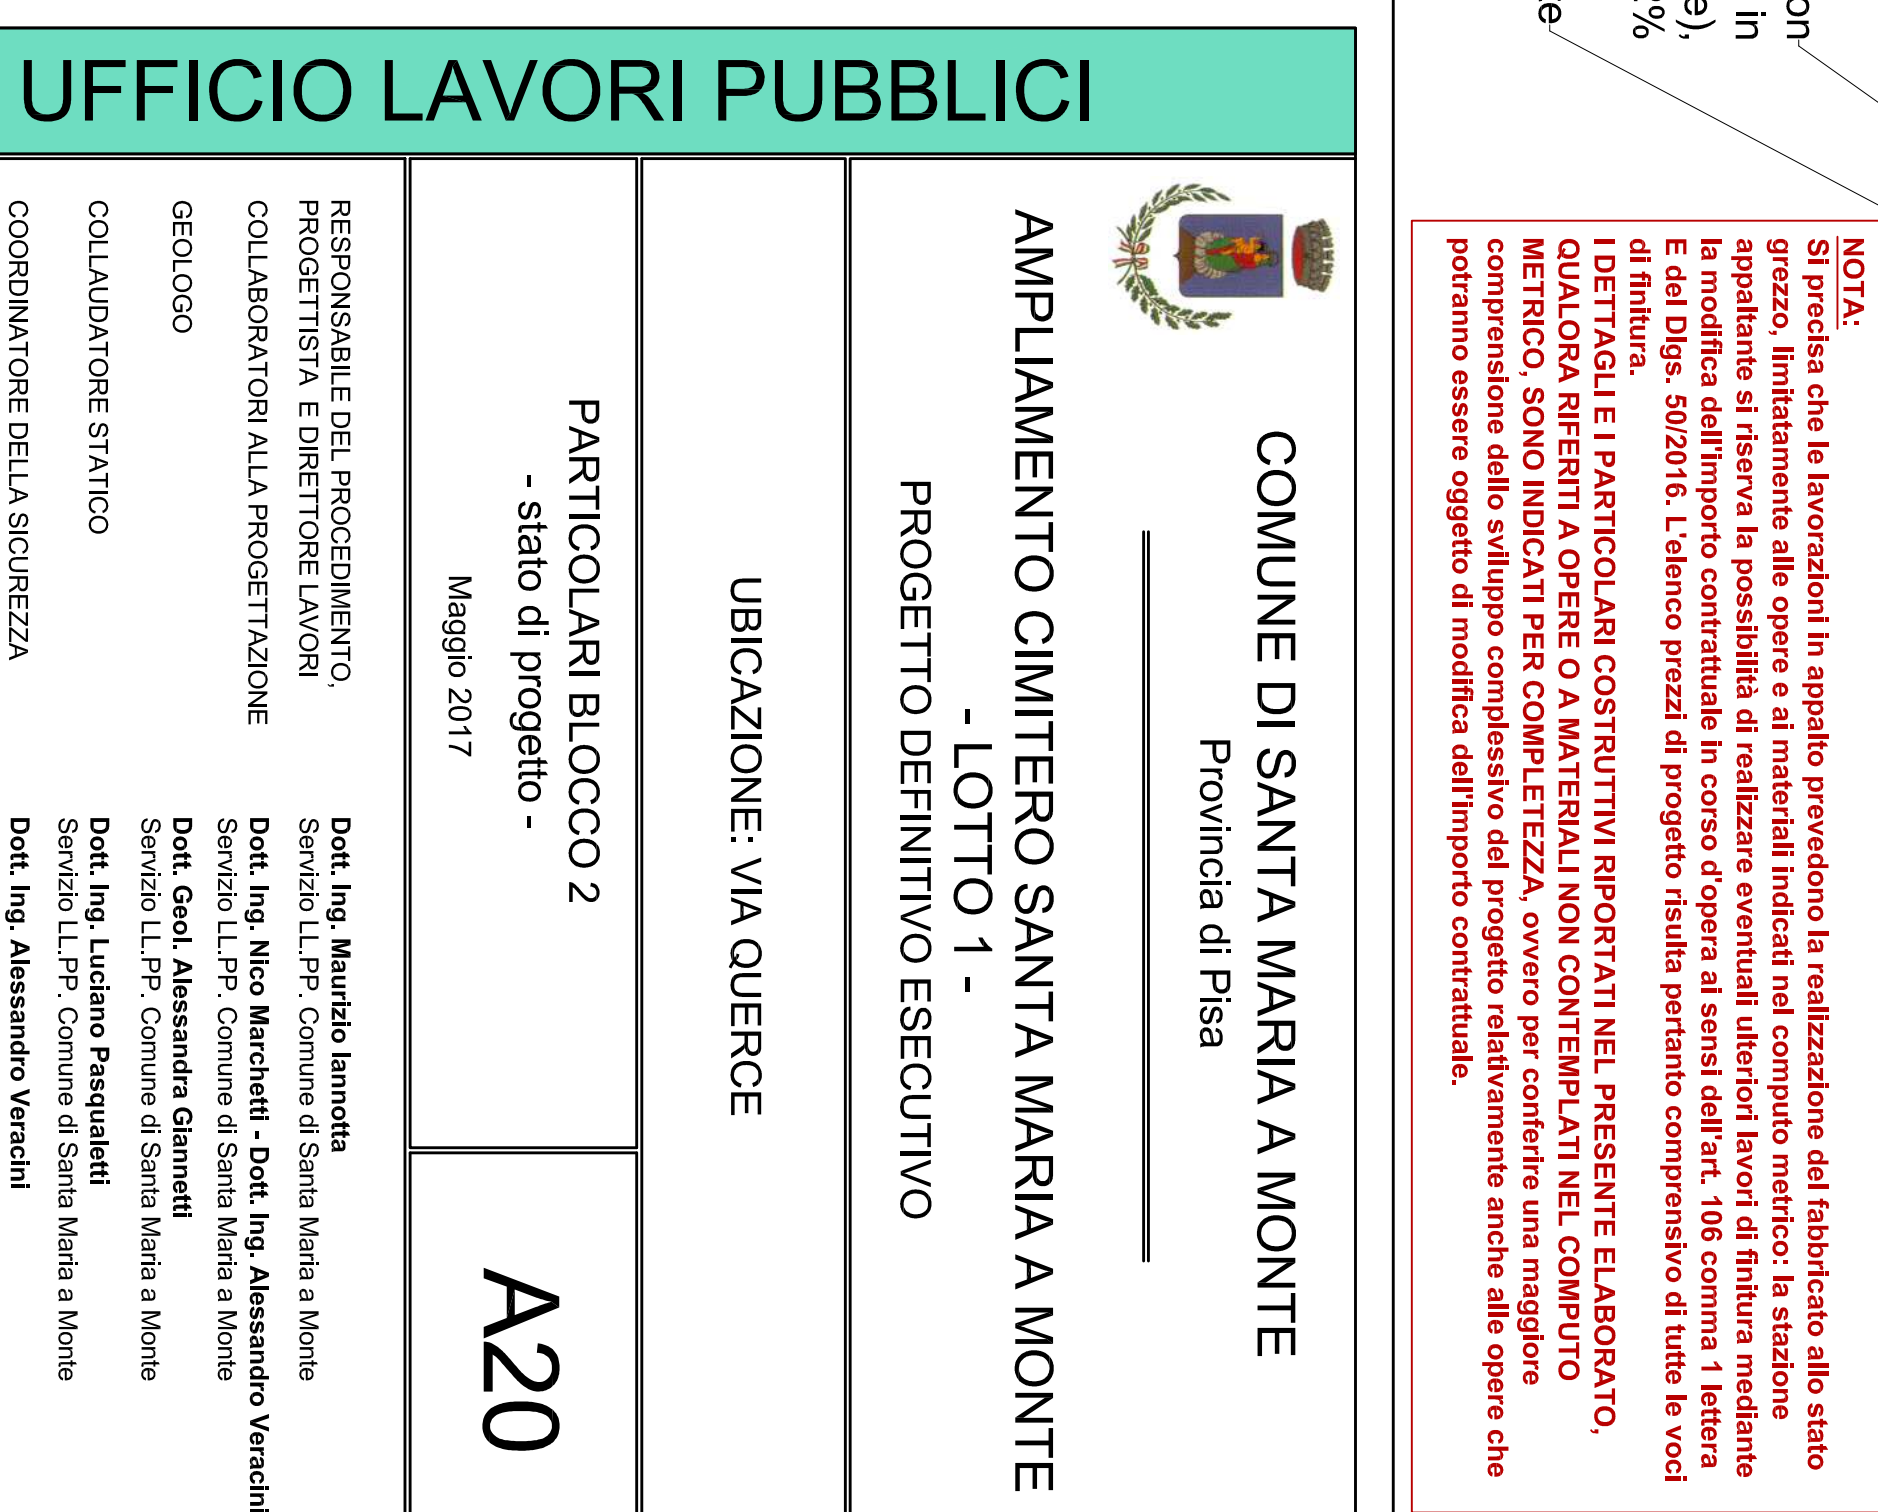 on
in
e),
%
te
NOTA:
Si precisa che le lavorazioni in appalto prevedono la realizzazione del fabbricato allo stato
grezzo, limitatamente alle opere e ai materiali indicati nel computo metrico: la stazione
appaltante si riserva la possibilità di realizzare eventuali ulteriori lavori di finitura mediante
la modifica dell'importo contrattuale in corso d'opera ai sensi dell'art. 106 comma 1 lettera
E del Dlgs. 50/2016. L'elenco prezzi di progetto risulta pertanto comprensivo di tutte le voci
di finitura.
I DETTAGLI E I PARTICOLARI COSTRUTTIVI RIPORTATI NEL PRESENTE ELABORATO,
QUALORA RIFERITI A OPERE O A MATERIALI NON CONTEMPLATI NEL COMPUTO
METRICO, SONO INDICATI PER COMPLETEZZA, ovvero per conferire una maggiore
comprensione dello sviluppo complessivo del progetto relativamente anche alle opere che
potranno essere oggetto di modifica dell'importo contrattuale.
UFFICIO LAVORI PUBBLICI
COMUNE DI SANTA MARIA A MONTE
Provincia di Pisa
AMPLIAMENTO CIMITERO SANTA MARIA A MONTE
- LOTTO 1 -
PROGETTO DEFINITIVO ESECUTIVO
UBICAZIONE: VIA QUERCE
PARTICOLARI BLOCCO 2
- stato di progetto -
Maggio 2017
A20
RESPONSABILE DEL PROCEDIMENTO,
PROGETTISTA E DIRETTORE LAVORI
Dott. Ing. Maurizio Iannotta
Servizio LL.PP. Comune di Santa Maria a Monte
COLLABORATORI ALLA PROGETTAZIONE
Dott. Ing. Nico Marchetti - Dott. Ing. Alessandro Veracini
Servizio LL.PP. Comune di Santa Maria a Monte
GEOLOGO
Dott. Geol. Alessandra Giannetti
Servizio LL.PP. Comune di Santa Maria a Monte
COLLAUDATORE STATICO
Dott. Ing. Luciano Pasqualetti
Servizio LL.PP. Comune di Santa Maria a Monte
COORDINATORE DELLA SICUREZZA
Dott. Ing. Alessandro Veracini